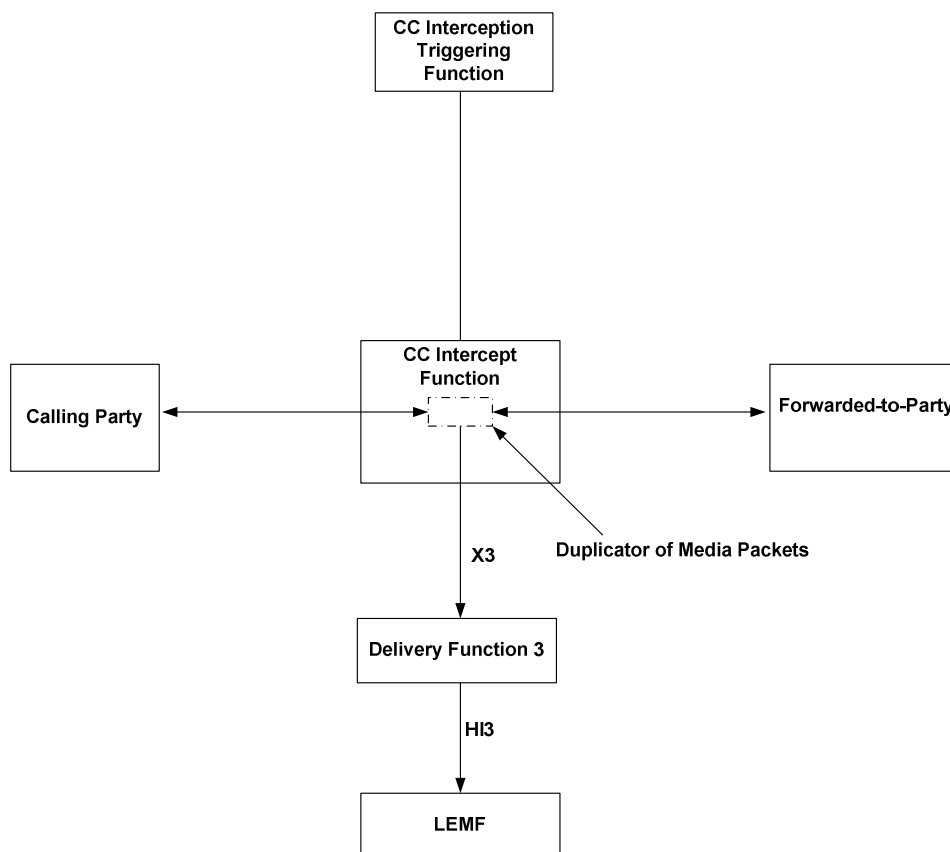 CC Interception
Triggering
Function
CC Intercept
Function
Calling Party
Forwarded-to-Party
Duplicator of Media Packets
X3
Delivery Function 3
HI3
LEMF